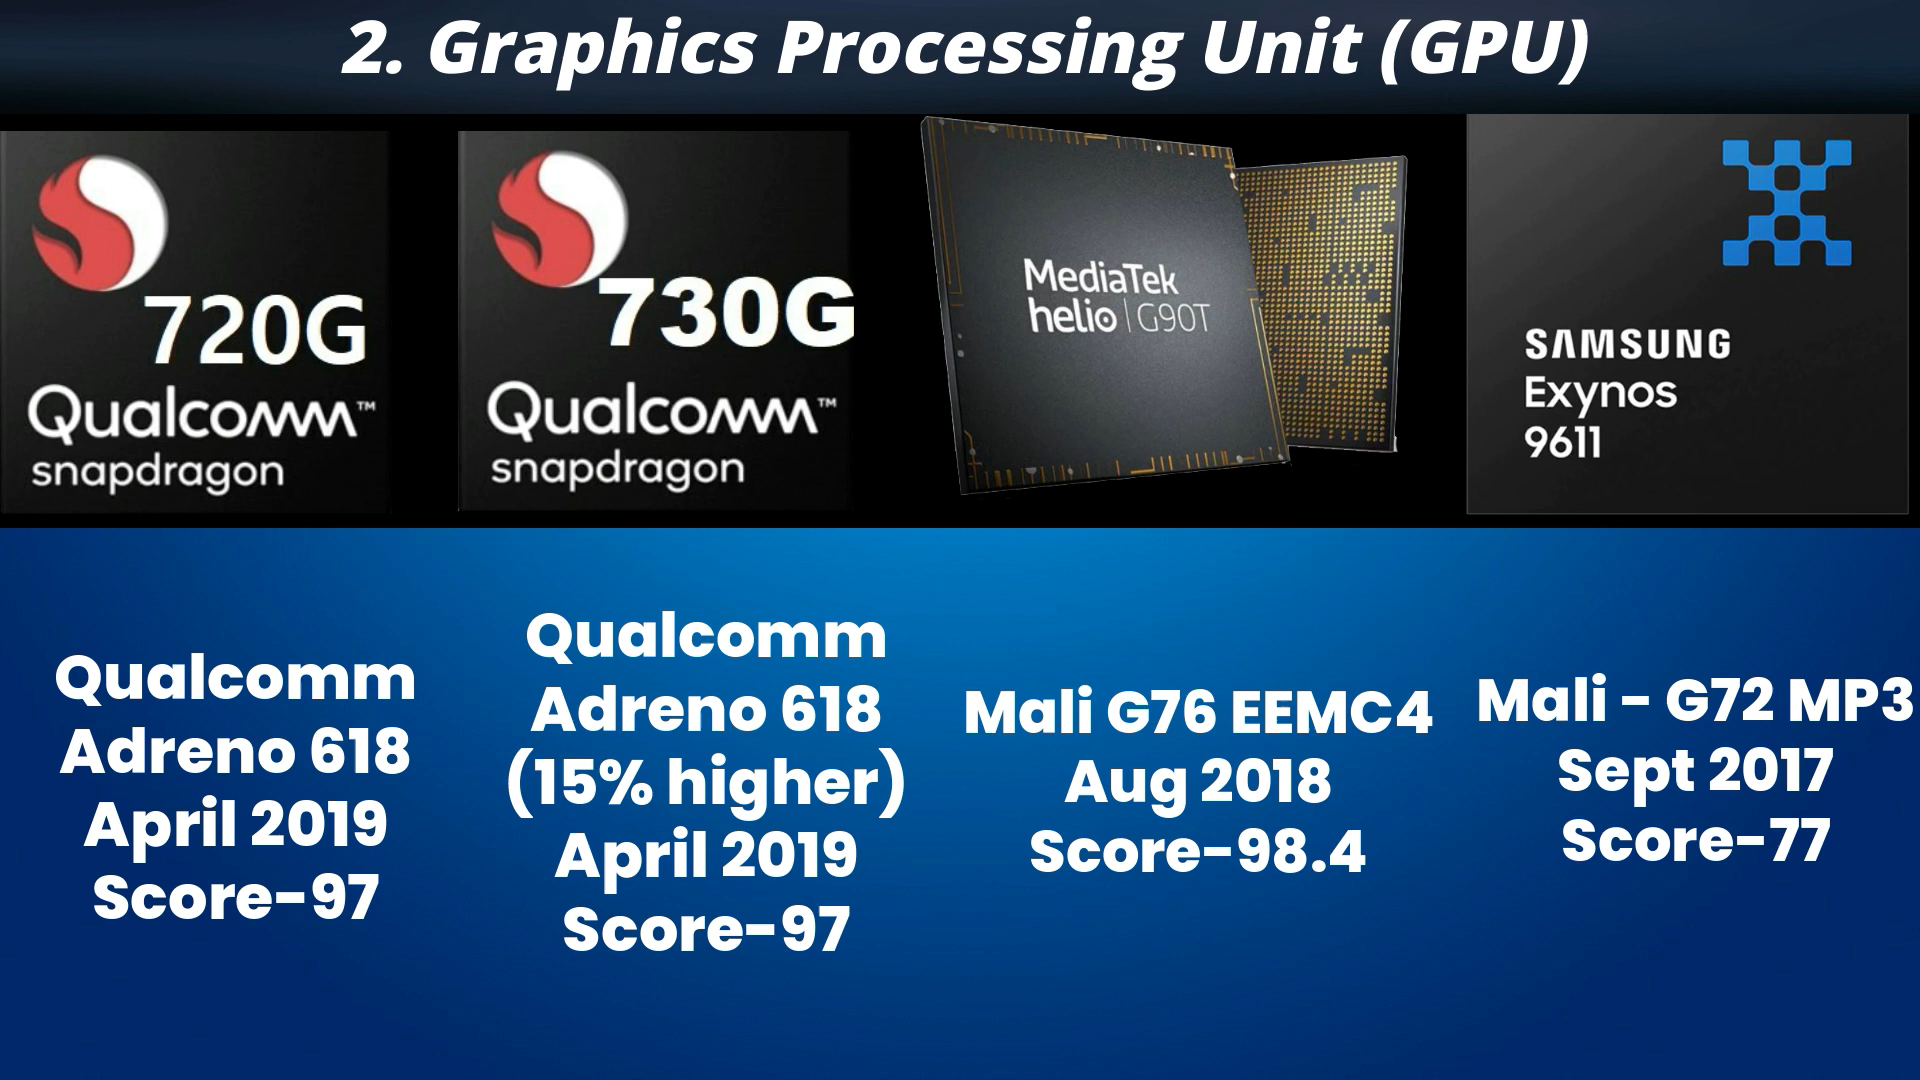 2. Graphics Processing Unit (GPU)
720G
Qualcomm™
snapdragon
730G
Qualcomm™
snapdragon
MediaTek
helio | G90T
SAMSUNG
Exynos
9611
Qualcomm
Adreno 618
April 2019
Score-97
Qualcomm
Adreno 618
(15% higher)
April 2019
Score-97
Mali G76 EEMC4
Aug 2018
Score-98.4
Mali - G72 MP3
Sept 2017
Score-77